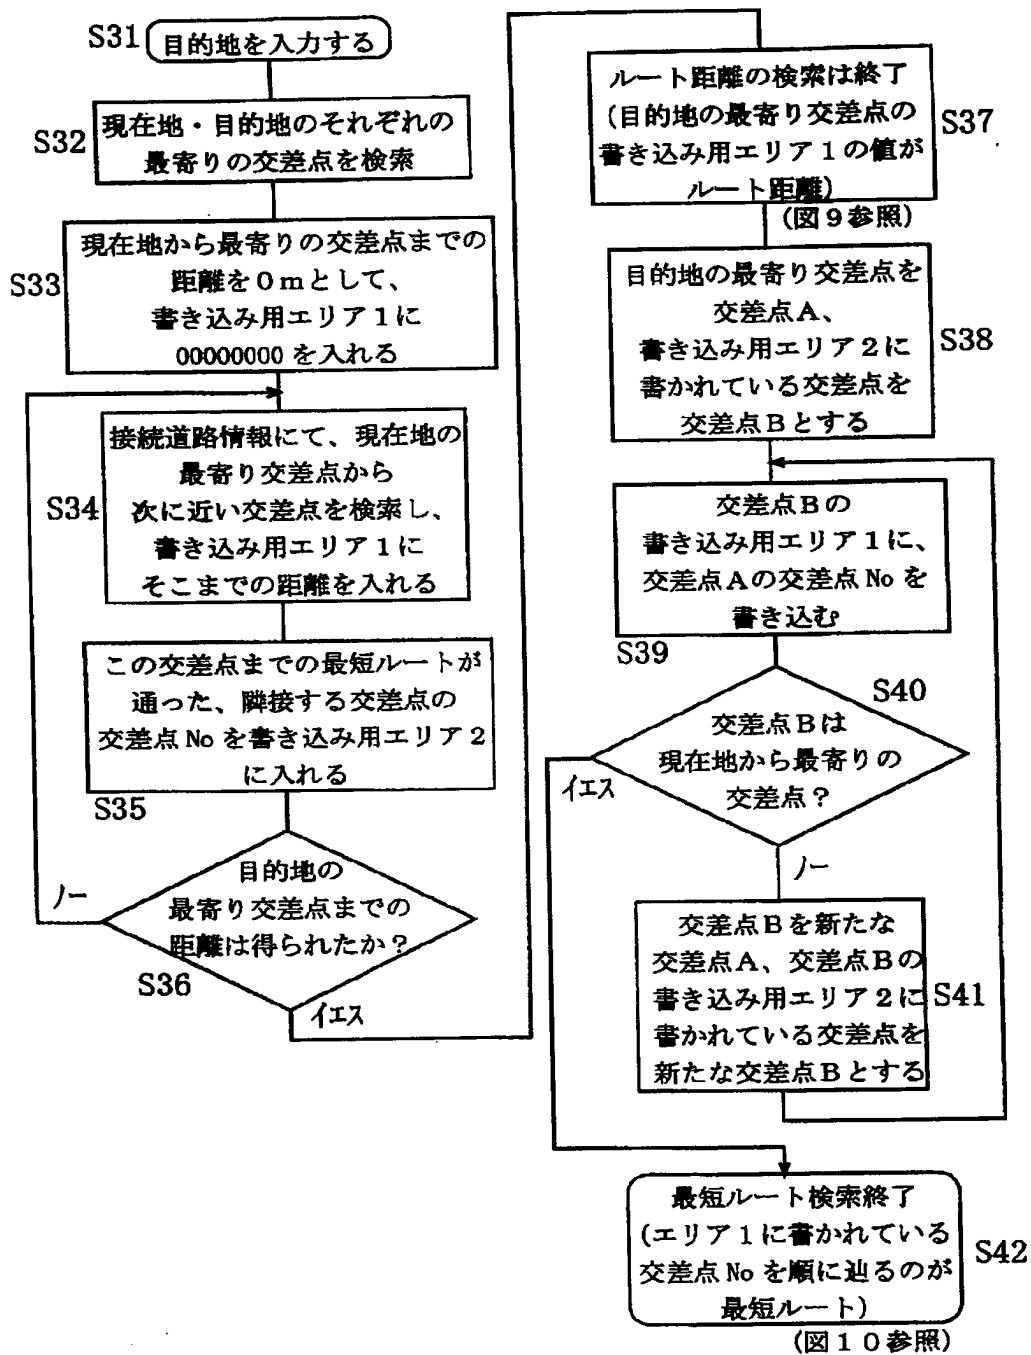 S31
目的地を入力する
S32
現在地・目的地のそれぞれの
最寄りの交差点を検索
S33
現在地から最寄りの交差点までの
距離を0mとして、
書き込み用エリア1に
00000000 を入れる
S34
接続道路情報にて、現在地の
最寄り交差点から
次に近い交差点を検索し、
書き込み用エリア1に
そこまでの距離を入れる
この交差点までの最短ルートが
通った、隣接する交差点の
交差点 No を書き込み用エリア2
に入れる
S35
目的地の
最寄り交差点までの
距離は得られたか?
S36
ノー
イエス
ルート距離の検索は終了
(目的地の最寄り交差点の
書き込み用エリア1の値が
ルート距離)
S37
(図9参照)
目的地の最寄り交差点を
交差点A、
書き込み用エリア2に
書かれている交差点を
交差点Bとする
S38
交差点Bの
書き込み用エリア1に、
交差点Aの交差点 No を
書き込む
S39
S40
交差点Bは
現在地から最寄りの
交差点?
イエス
ノー
交差点Bを新たな
交差点A、交差点Bの
書き込み用エリア2に
書かれている交差点を
新たな交差点Bとする
S41
最短ルート検索終了
(エリア1に書かれている
交差点 No を順に辿るのが
最短ルート)
S42
(図10参照)